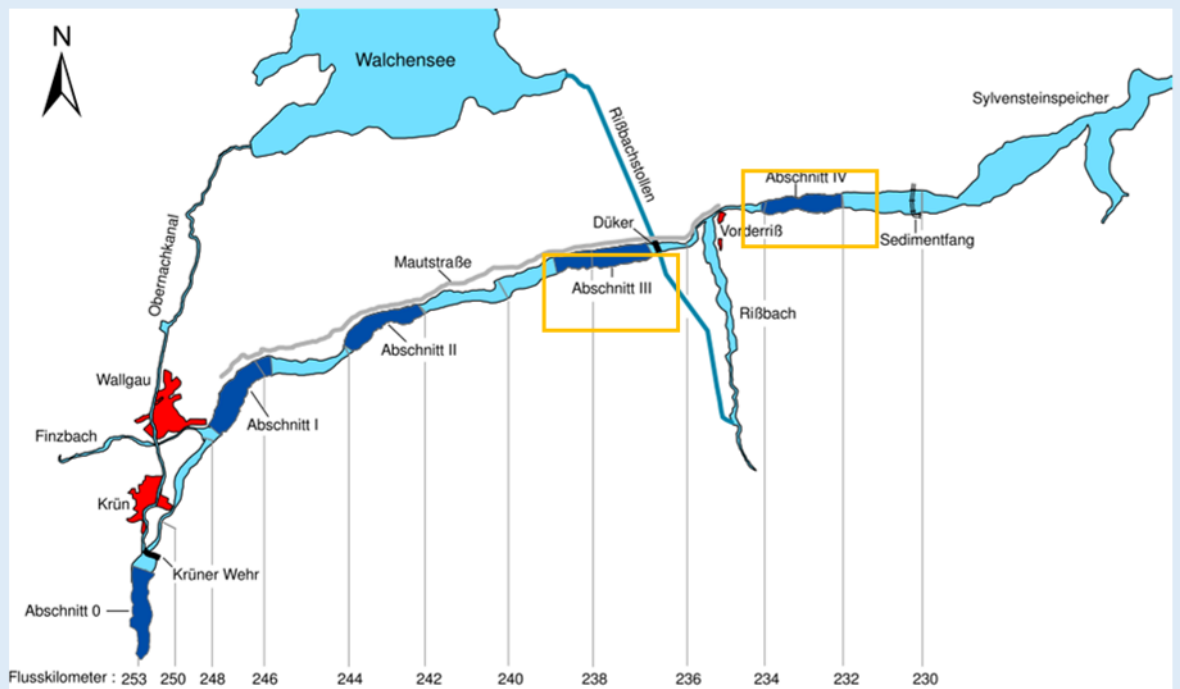 N
Walchensee
Sylvensteinspeicher
Rißbachstollen
Abschnitt IV
Obernachkanal
Düker
Vorderriß
Sedimentfang
Mautstraße
Abschnitt III
Rißbach
Abschnitt II
Wallgau
Abschnitt I
Finzbach
Krün
Krüner Wehr
Abschnitt 0
Flusskilometer : 253 250 248 246 244 242 240 238 236 234 232 230